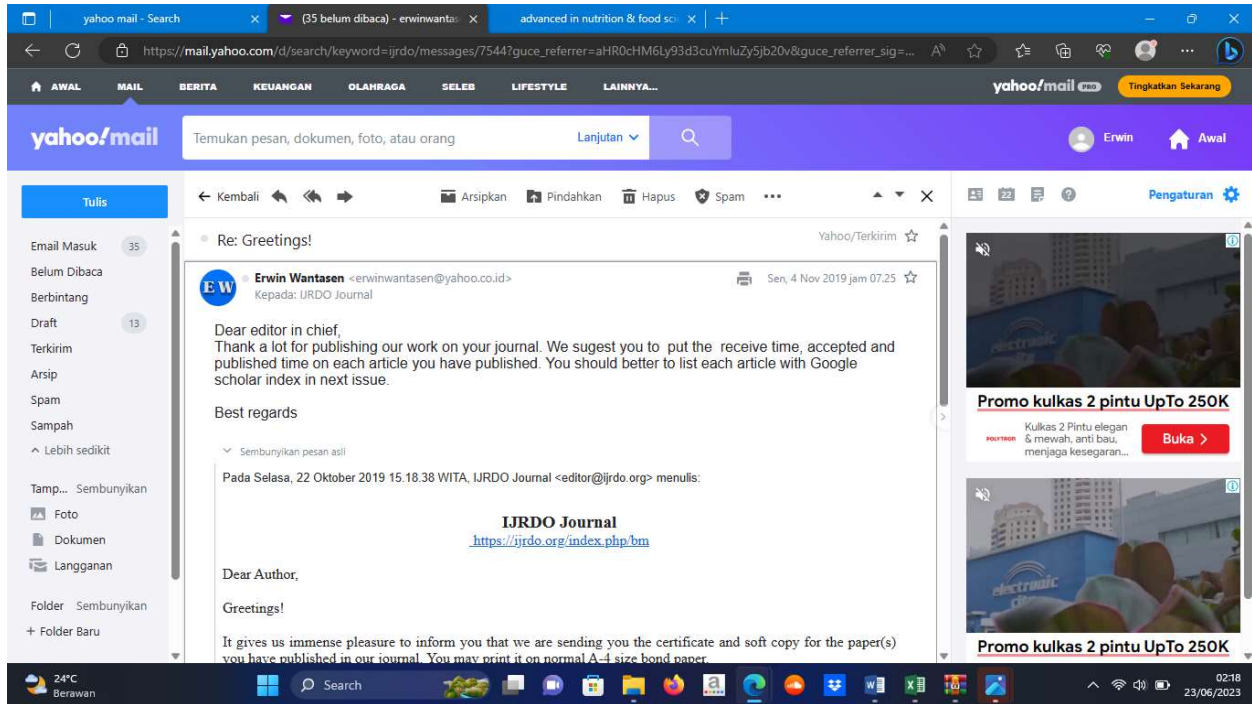 yahoo mail - Search
(35 belum dibaca) - erwinwantas
advanced in nutrition & food sci
https://mail.yahoo.com/d/search/keyword=ijrdo/messages/7544?guce_referrer=aHR0cHM6Ly93d3cuYmluZy5jb20v&guce_referrer_sig=...
AWAL MAIL BERITA KEUANGAN OLAHRAGA SELEB LIFESTYLE LAINNYA...
yahoo!mail PRO Tingkatkan Sekarang
yahoo!mail
Temukan pesan, dokumen, foto, atau orang Lanjutan
Erwin Awal
Tulis
Kembali Arsipkan Pindahkan Hapus Spam
22
Pengaturan
Email Masuk 35
Belum Dibaca
Berbintang
Draft 13
Terkirim
Arsip
Spam
Sampah
Lebih sedikit
Tamp... Sembunyikan
Foto
Dokumen
Langganan
Folder Sembunyikan
+ Folder Baru
Re: Greetings! Yahoo/Terkirim
EW
Erwin Wantasen <erwinwantasen@yahoo.co.id> Sen, 4 Nov 2019 jam 07.25
Kepada: IJRDO Journal
Dear editor in chief,
Thank a lot for publishing our work on your journal. We sugest you to put the receive time, accepted and
published time on each article you have published. You should better to list each article with Google
scholar index in next issue.
Best regards
Sembunyikan pesan asli
Pada Selasa, 22 Oktober 2019 15.18.38 WITA, IJRDO Journal <editor@ijrdo.org> menulis:
IJRDO Journal
https://ijrdo.org/index.php/bm
Dear Author,
Greetings!
It gives us immense pleasure to inform you that we are sending you the certificate and soft copy for the paper(s)
you have published in our journal. You may print it on normal A-4 size bond paper.
electronic
Promo kulkas 2 pintu UpTo 250K
POLYTRON
Kulkas 2 Pintu elegan
& mewah, anti bau,
menjaga kesegaran...
Buka >
electronic
city
Promo kulkas 2 pintu UpTo 250K
24°C
Berawan
Search
02:18
23/06/2023